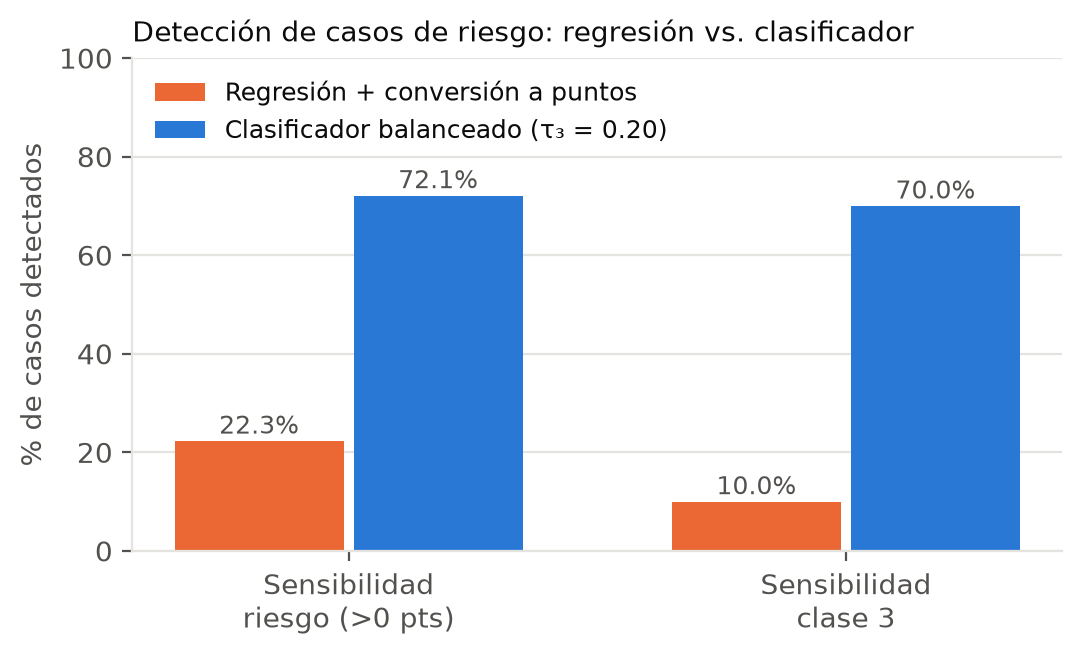 Detección de casos de riesgo: regresión vs. clasificador
100
80
60
40
20
0
% de casos detectados
Regresión + conversión a puntos
Clasificador balanceado (τ₃ = 0.20)
22.3%
72.1%
10.0%
70.0%
Sensibilidad
riesgo (>0 pts)
Sensibilidad
clase 3